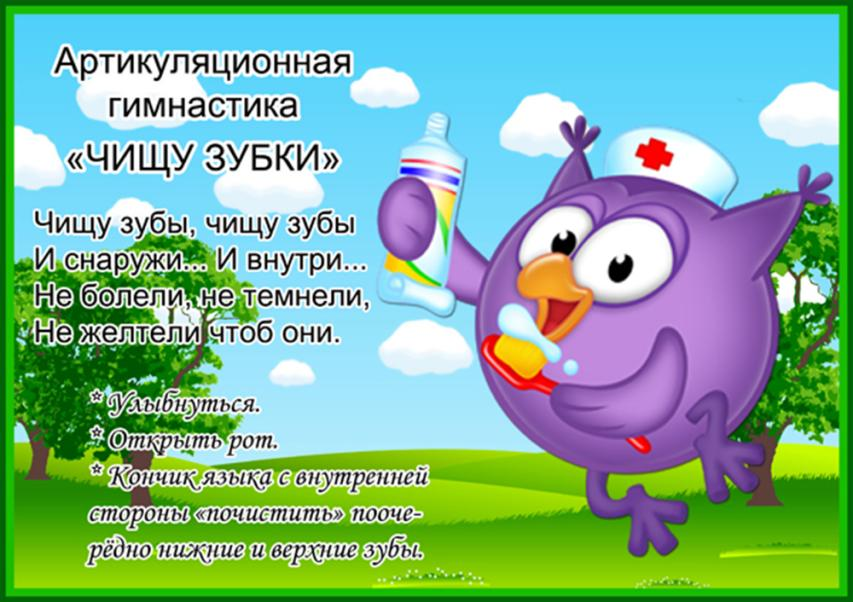 Артикуляционная
гимнастика
«ЧИЩУ ЗУБКИ»
Чищу зубы, чищу зубы
И снаружи... И внутри...
Не болели, не темнели,
Не желтели чтоб они.
* Улыбнуться.
* Открыть рот.
* Кончик языка с внутренней
стороны «почистить» пооче-
рёдно нижние и верхние зубы.